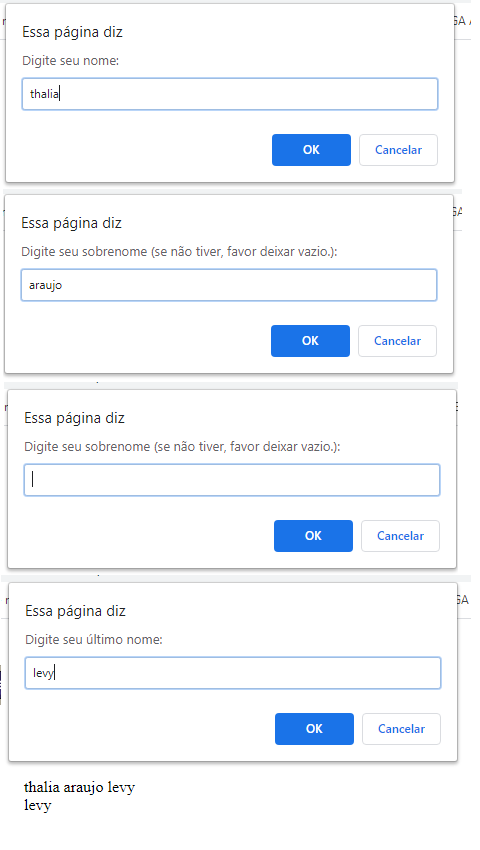 Essa página diz
Digite seu nome:
thalia
OK Cancelar
Essa página diz
Digite seu sobrenome (se não tiver, favor deixar vazio.):
araujo
OK Cancelar
Essa página diz
Digite seu sobrenome (se não tiver, favor deixar vazio.):
OK Cancelar
GA
Essa página diz
Digite seu último nome:
levy
OK Cancelar
thalia araujo levy
levy